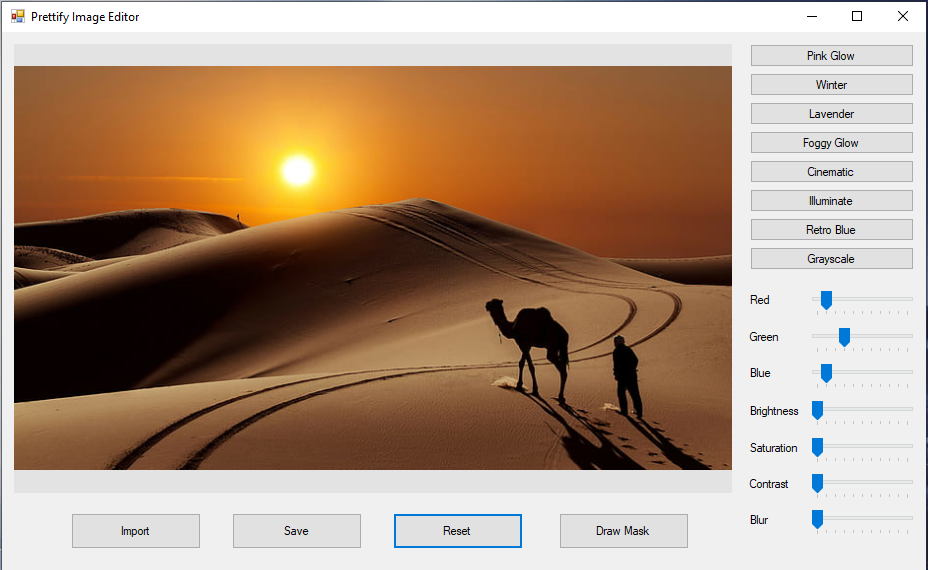 Prettify Image Editor
Pink Glow
Winter
Lavender
Foggy Glow
Cinematic
Illuminate
Retro Blue
Grayscale
Red
Green
Blue
Brightness
Saturation
Contrast
Blur
Import
Save
Reset
Draw Mask